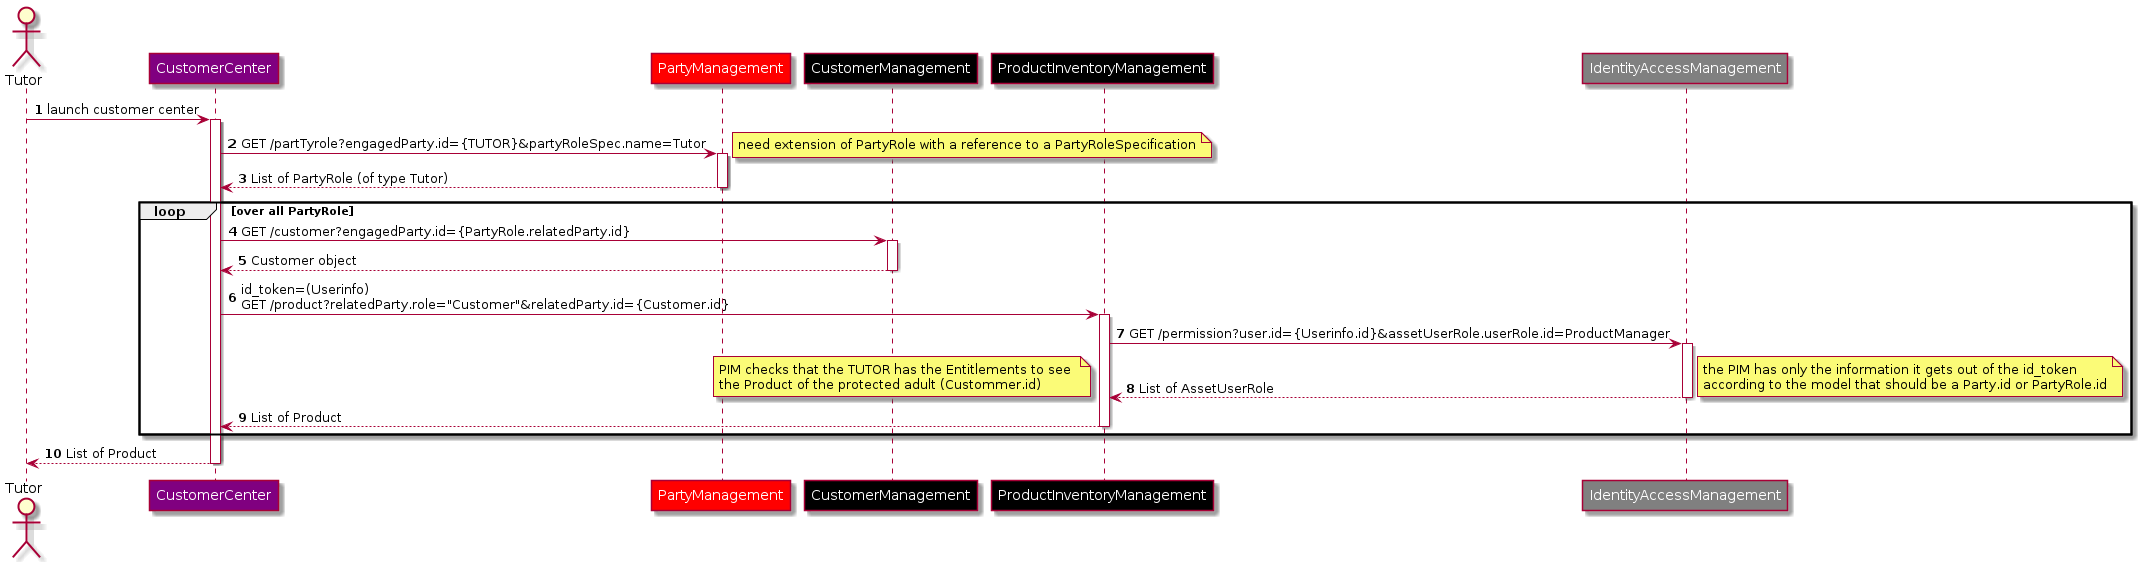 Tutor
CustomerCenter
PartyManagement
CustomerManagement
ProductInventoryManagement
IdentityAccessManagement
1 launch customer center
2 GET /partTyrole?engagedParty.id={TUTOR}&partyRoleSpec.name=Tutor
need extension of PartyRole with a reference to a PartyRoleSpecification
3 List of PartyRole (of type Tutor)
loop [over all PartyRole]
4 GET /customer?engagedParty.id={PartyRole.relatedParty.id}
5 Customer object
6 id_token=(Userinfo)
GET /product?relatedParty.role="Customer"&relatedParty.id={Customer.id}
7 GET /permission?user.id={Userinfo.id}&assetUserRole.userRole.id=ProductManager
PIM checks that the TUTOR has the Entitlements to see
the Product of the protected adult (Custommer.id)
the PIM has only the information it gets out of the id_token
according to the model that should be a Party.id or PartyRole.id
8 List of AssetUserRole
9 List of Product
10 List of Product
Tutor
CustomerCenter
PartyManagement
CustomerManagement
ProductInventoryManagement
IdentityAccessManagement